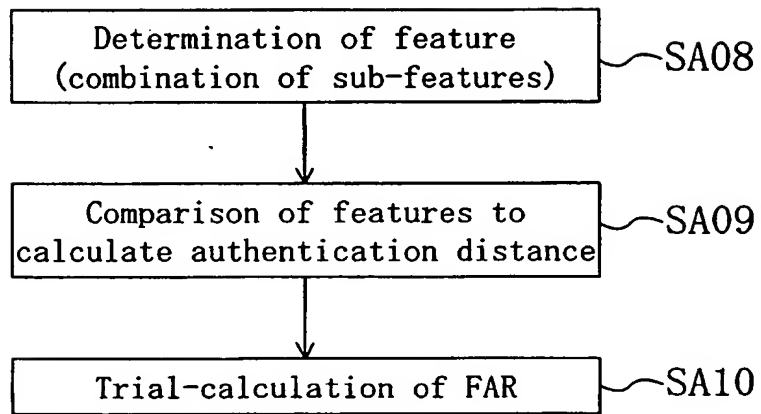 Determination of feature
(combination of sub-features)
SA08
Comparison of features to
calculate authentication distance
SA09
Trial-calculation of FAR
SA10